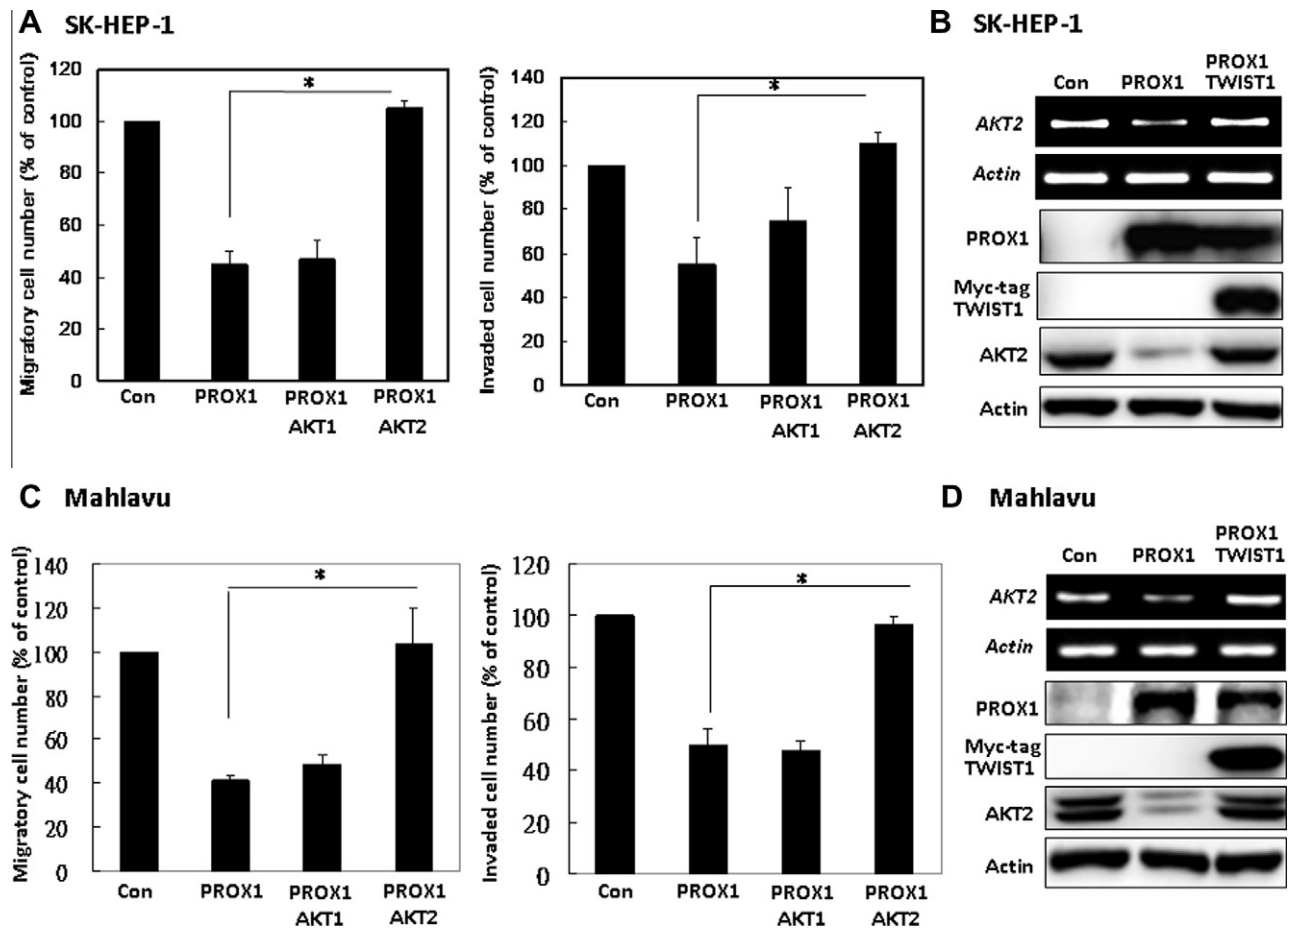 A SK-HEP-1
Migratory cell number (% of control)
120
100
80
60
40
20
0
*
Con PROX1 PROX1 PROX1
AKT1 AKT2
Invaded cell number (% of control)
140
120
100
80
60
40
20
0
*
Con PROX1 PROX1 PROX1
AKT1 AKT2
B SK-HEP-1
PROX1
Con PROX1 TWIST1
AKT2
Actin
PROX1
Myc-tag
TWIST1
AKT2
Actin
C Mahlavu
Migratory cell number (% of control)
140
120
100
80
60
40
20
0
*
Con PROX1 PROX1 PROX1
AKT1 AKT2
Invaded cell number (% of control)
120
100
80
60
40
20
0
*
Con PROX1 PROX1 PROX1
AKT1 AKT2
D Mahlavu
PROX1
Con PROX1 TWIST1
AKT2
Actin
PROX1
Myc-tag
TWIST1
AKT2
Actin